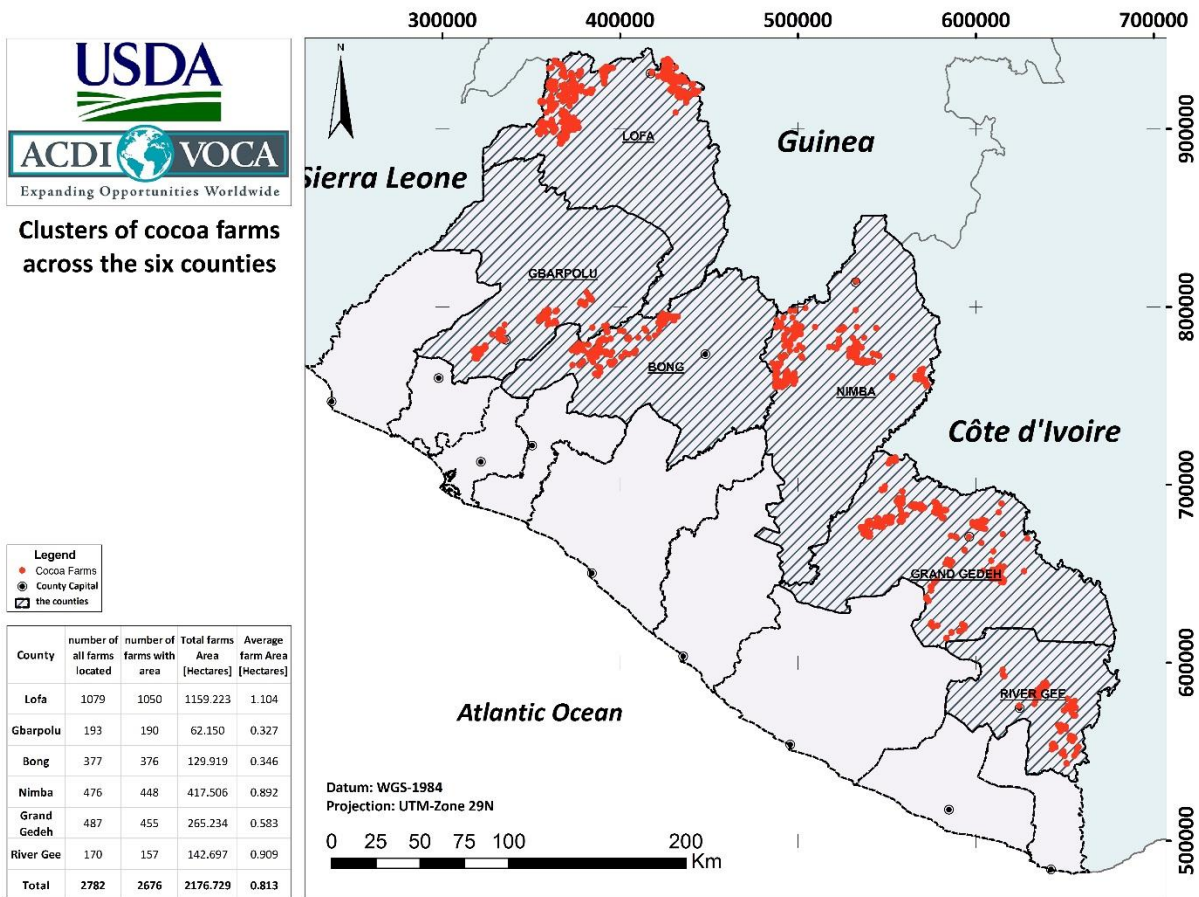 USDA
ACDI VOCA
Expanding Opportunities Worldwide
Clusters of cocoa farms
across the six counties
Legend
Cocoa Farms
County Capital
the counties
County number of all farms located number of farms with area Total farms Area [Hectares] Average farm Area [Hectares]
Lofa 1079 1050 1159.223 1.104
Gbarpolu 193 190 62.150 0.327
Bong 377 376 129.919 0.346
Nimba 476 448 417.506 0.892
Grand Gedeh 487 455 265.234 0.583
River Gee 170 157 142.697 0.909
Total 2782 2676 2176.729 0.813
300000 400000 500000 600000 700000
N
LOFA
Guinea
Sierra Leone
GBARPOLU
BONG
NIMBA
Côte d'Ivoire
GRAND GEDEH
RIVER GEE
Atlantic Ocean
900000
800000
700000
600000
500000
Datum: WGS-1984
Projection: UTM-Zone 29N
0 25 50 75 100 200
Km